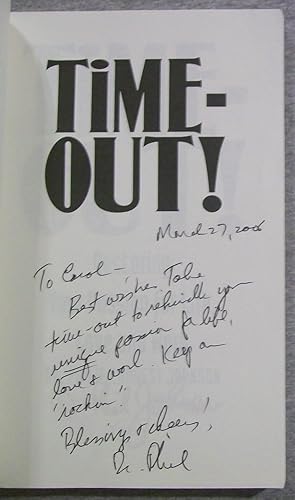 TiME-
OUT!
March 27, 2006
To Carol –
Best wishes. Take
time-out to rekindle your
unique passion for life,
love & work. Keep on
'rockin'!
Blessings & cheers!
Dr. Phil